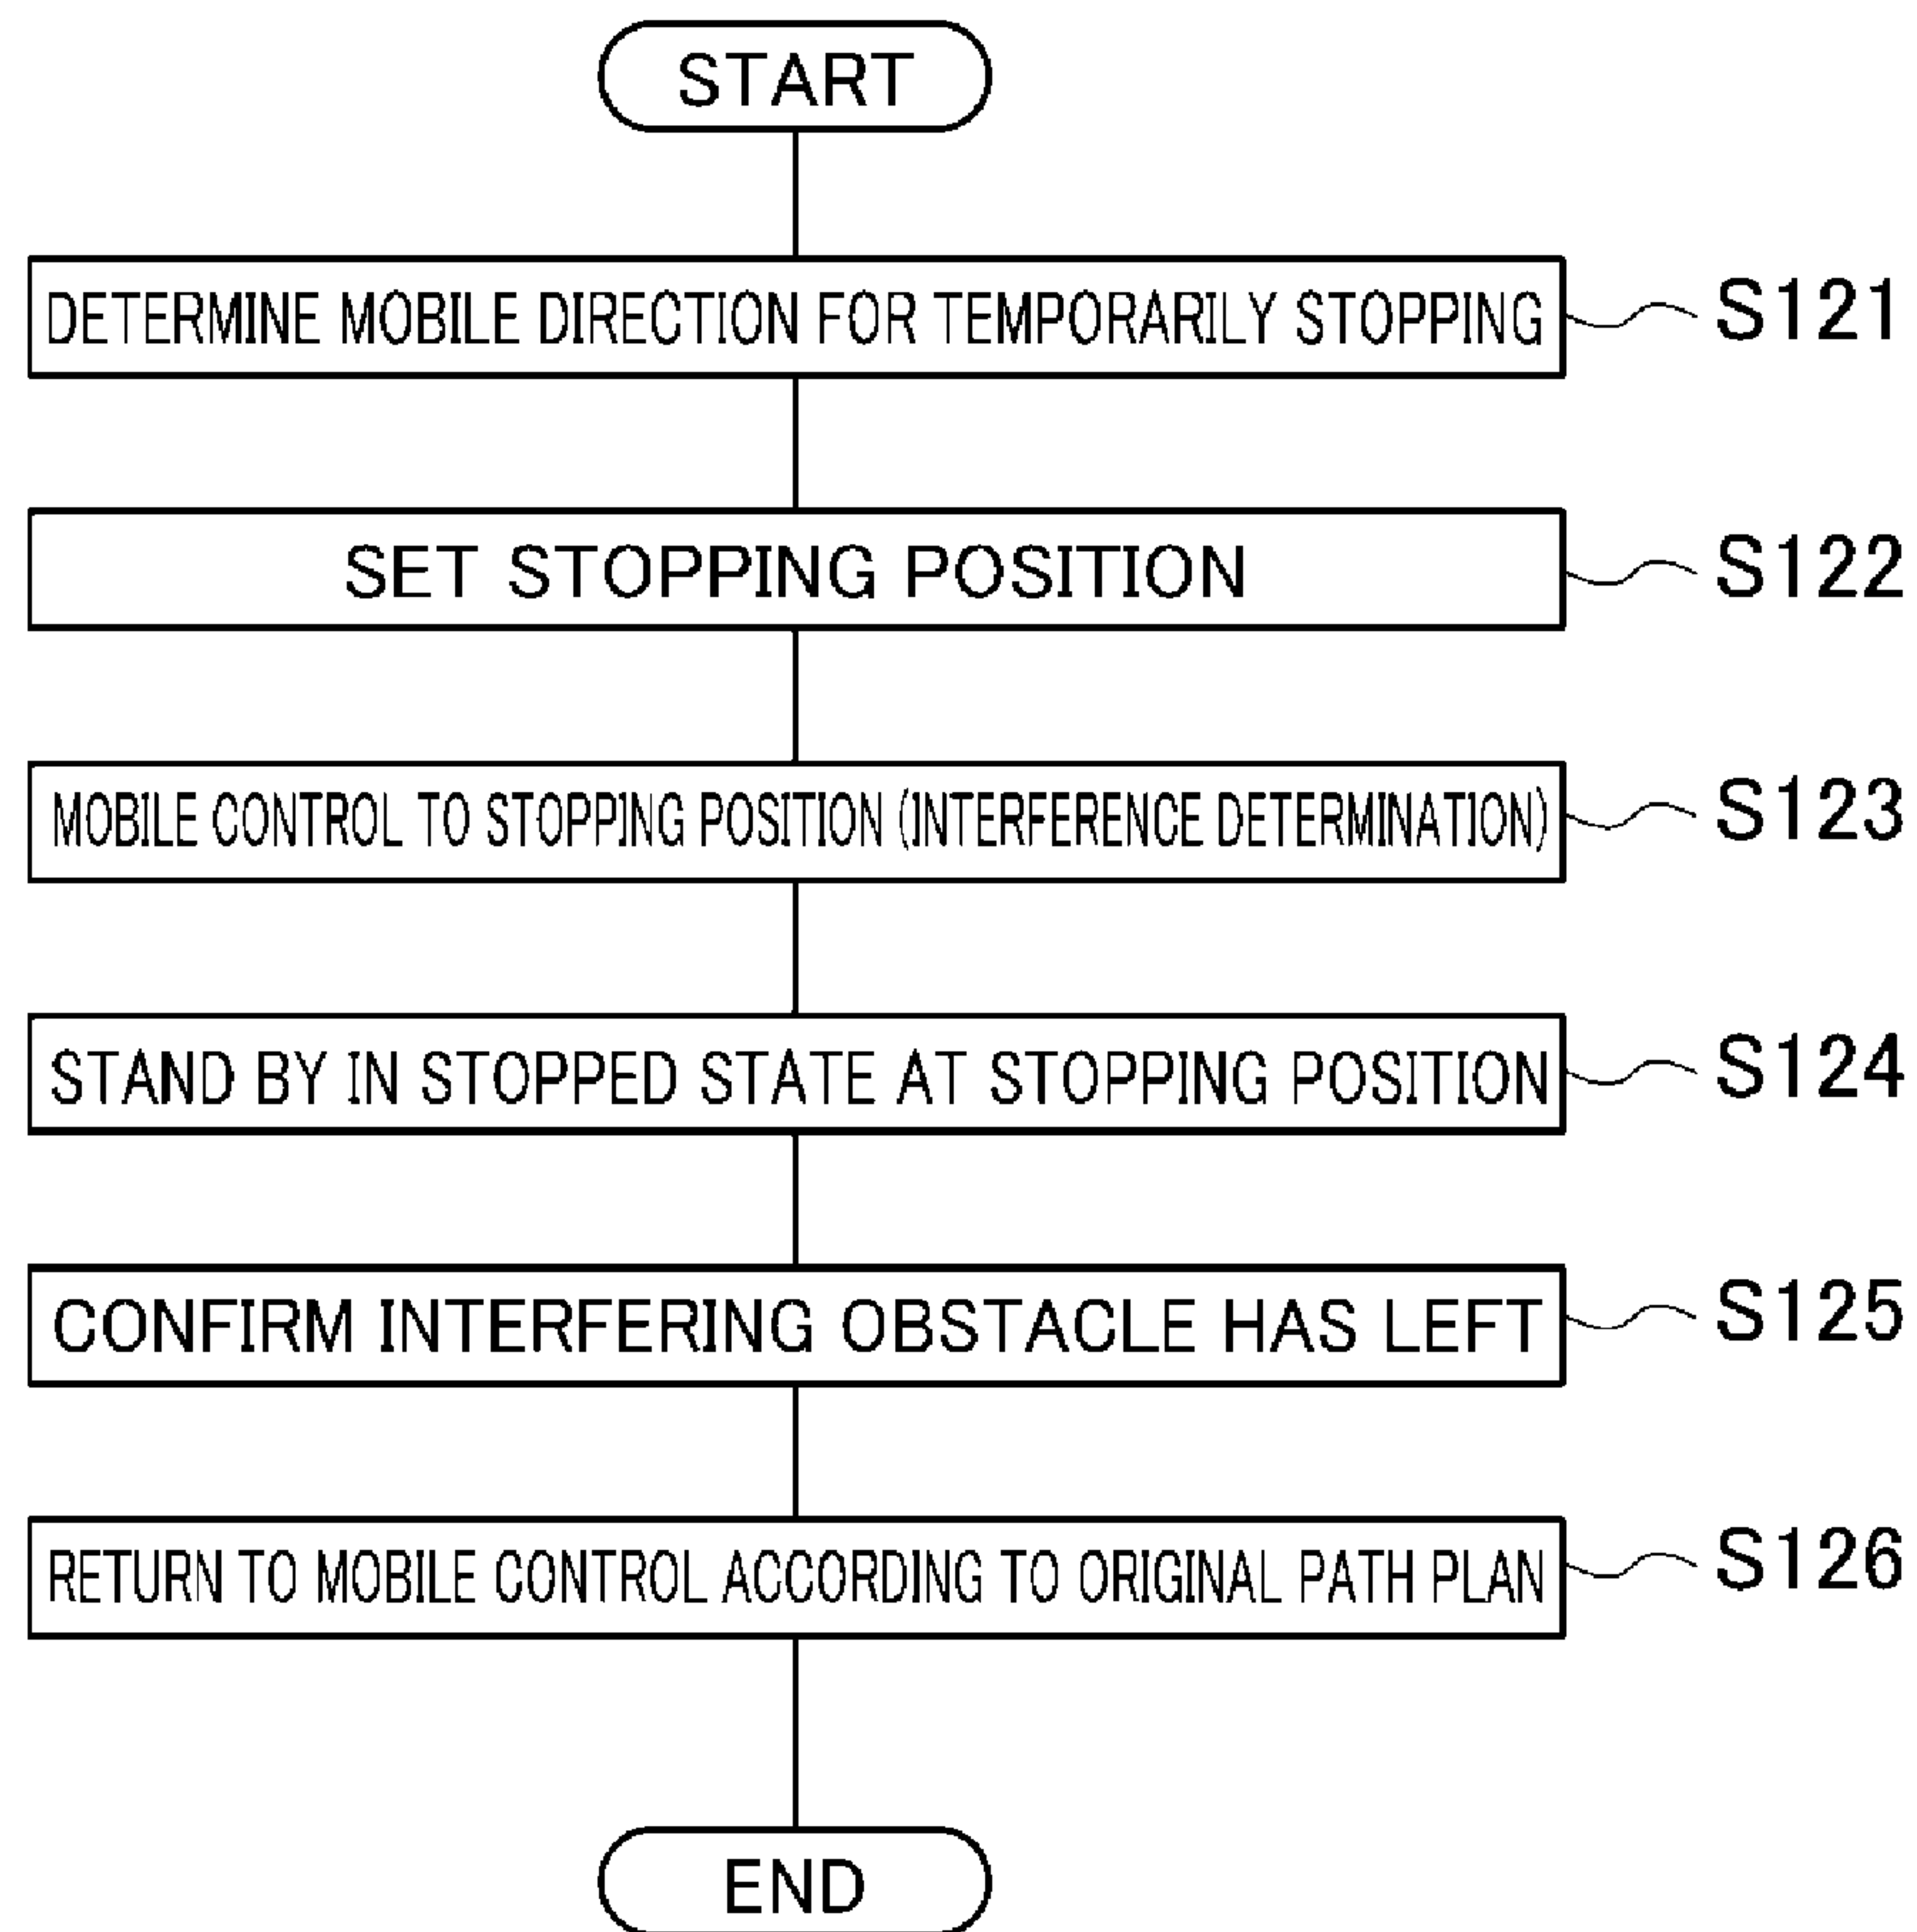 START
DETERMINE MOBILE DIRECTION FOR TEMPORARILY STOPPING
S121
SET STOPPING POSITION
S122
MOBILE CONTROL TO STOPPING POSITION (INTERFERENCE DETERMINATION)
S123
STAND BY IN STOPPED STATE AT STOPPING POSITION
S124
CONFIRM INTERFERING OBSTACLE HAS LEFT
S125
RETURN TO MOBILE CONTROL ACCORDING TO ORIGINAL PATH PLAN
S126
END